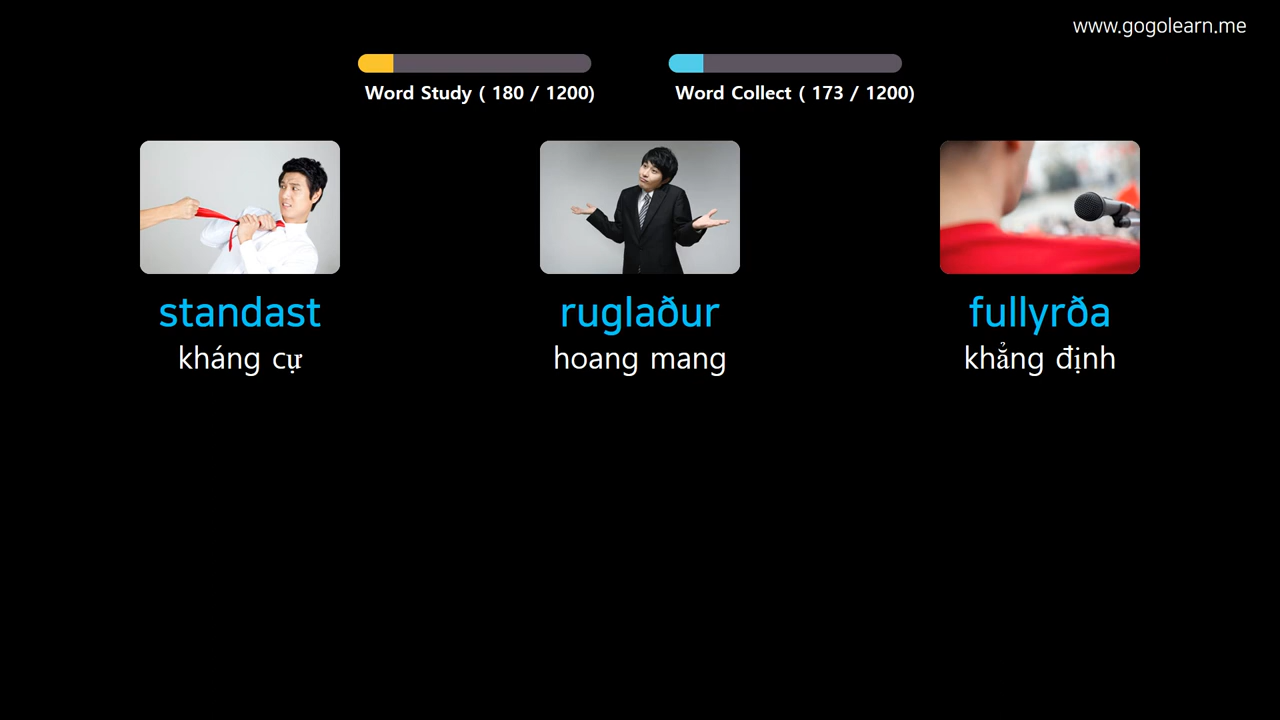 www.gogolearn.me
Word Study ( 180 / 1200)
Word Collect ( 173 / 1200)
standast
ruglaður
fullyrða
kháng cự
hoang mang
khẳng định